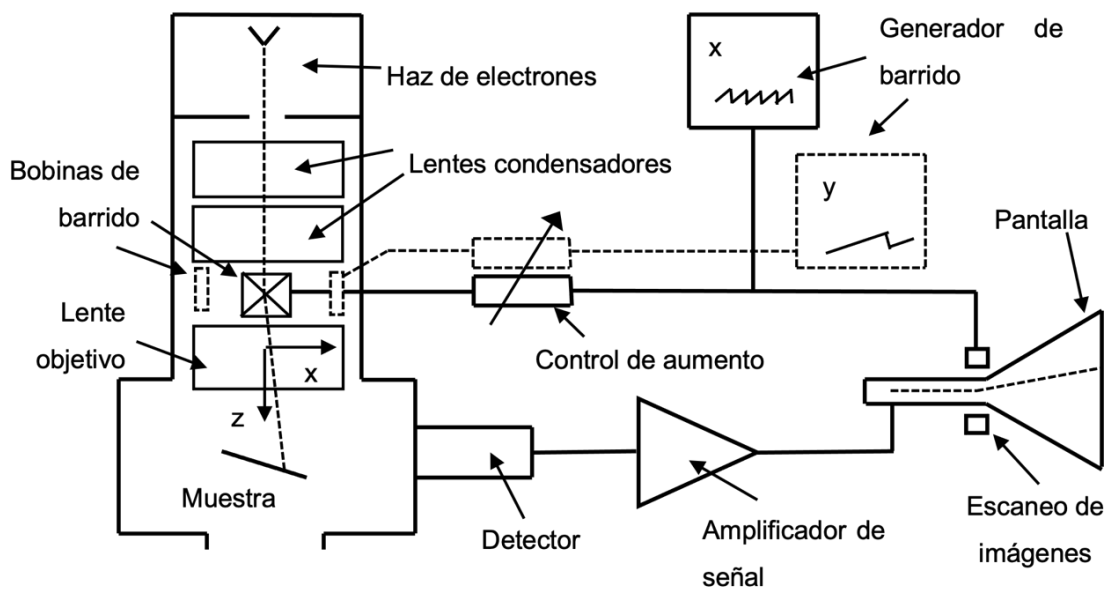 x
Generador de
barrido
Haz de electrones
Lentes condensadores
Bobinas de
barrido
y
Pantalla
Lente
objetivo
x
z
Control de aumento
Muestra
Detector
Amplificador de
señal
Escaneo de
imágenes